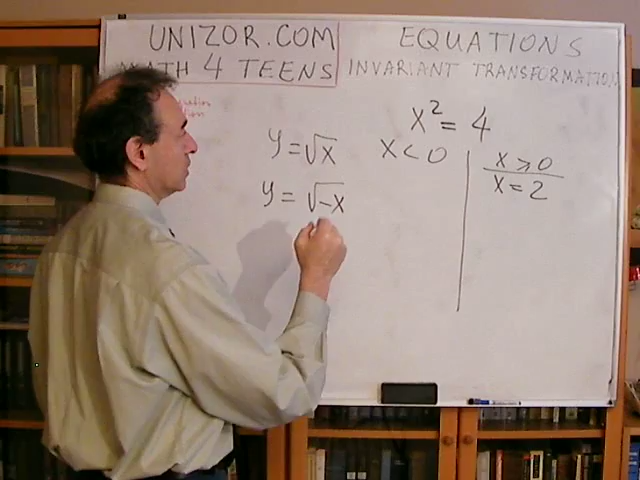 UNIZOR.COM
MATH 4 TEENS
EQUATIONS
INVARIANT TRANSFORMATION
x² = 4
y = √x
x < 0
x ⩾ 0
x = 2
y = √-x